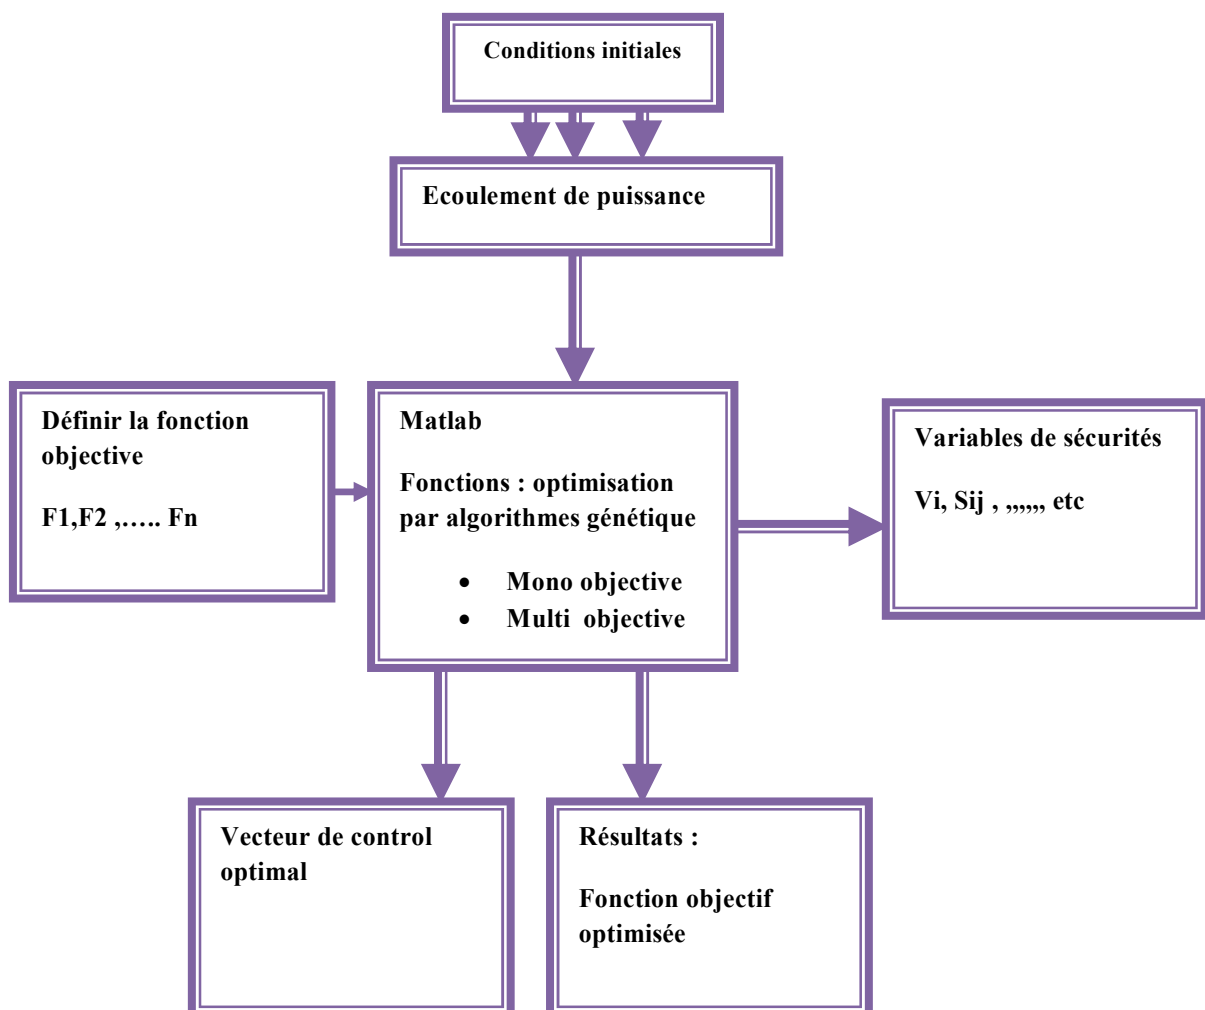 Conditions initiales
Ecoulement de puissance
Définir la fonction
objective
F1,F2 ,….. Fn
Matlab
Fonctions : optimisation
par algorithmes génétique
• Mono objective
• Multi objective
Variables de sécurités
Vi, Sij , ,,,,,, etc
Vecteur de control
optimal
Résultats :
Fonction objectif
optimisée